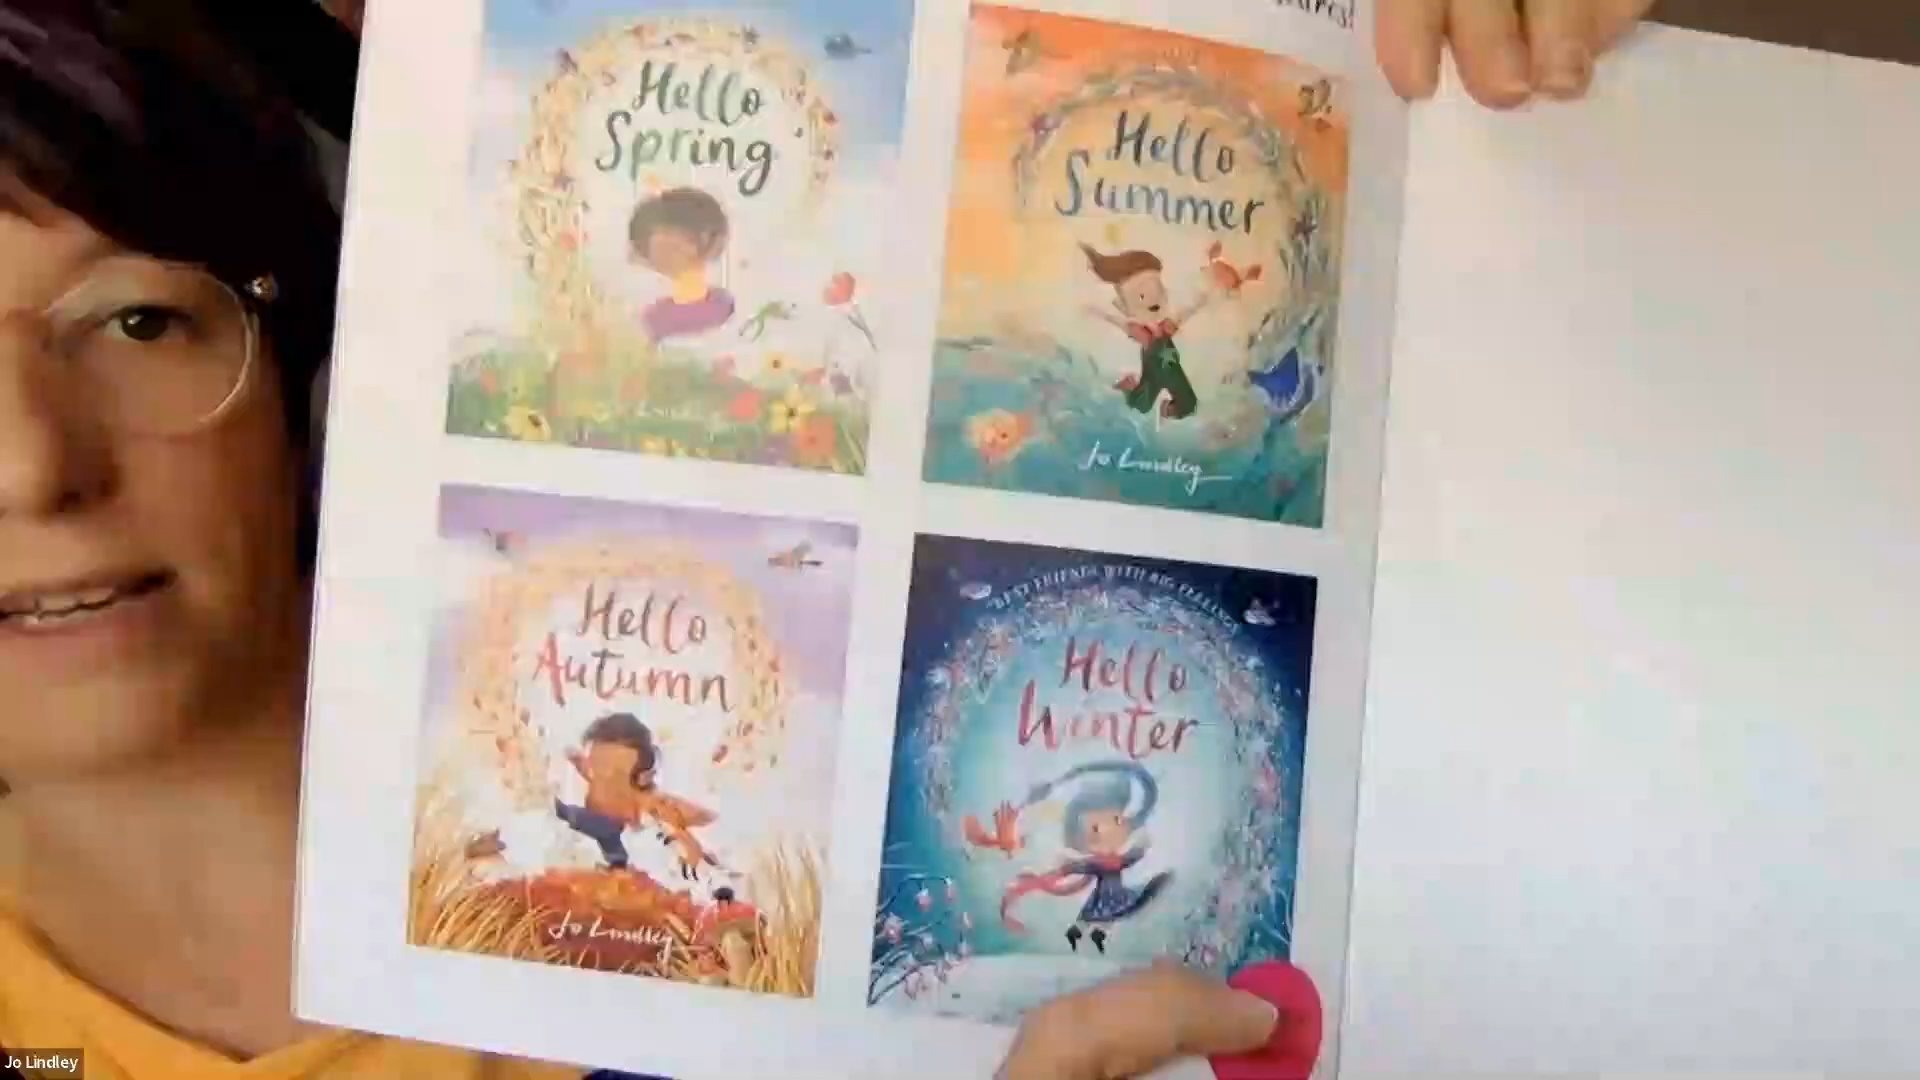 Hello
Spring
Hello
Summer
Jo Lindley
Hello
Autumn
Jo Lindley
"BEST FRIENDS WITH BIG FEELINGS"
Hello
Winter
Jo Lindley